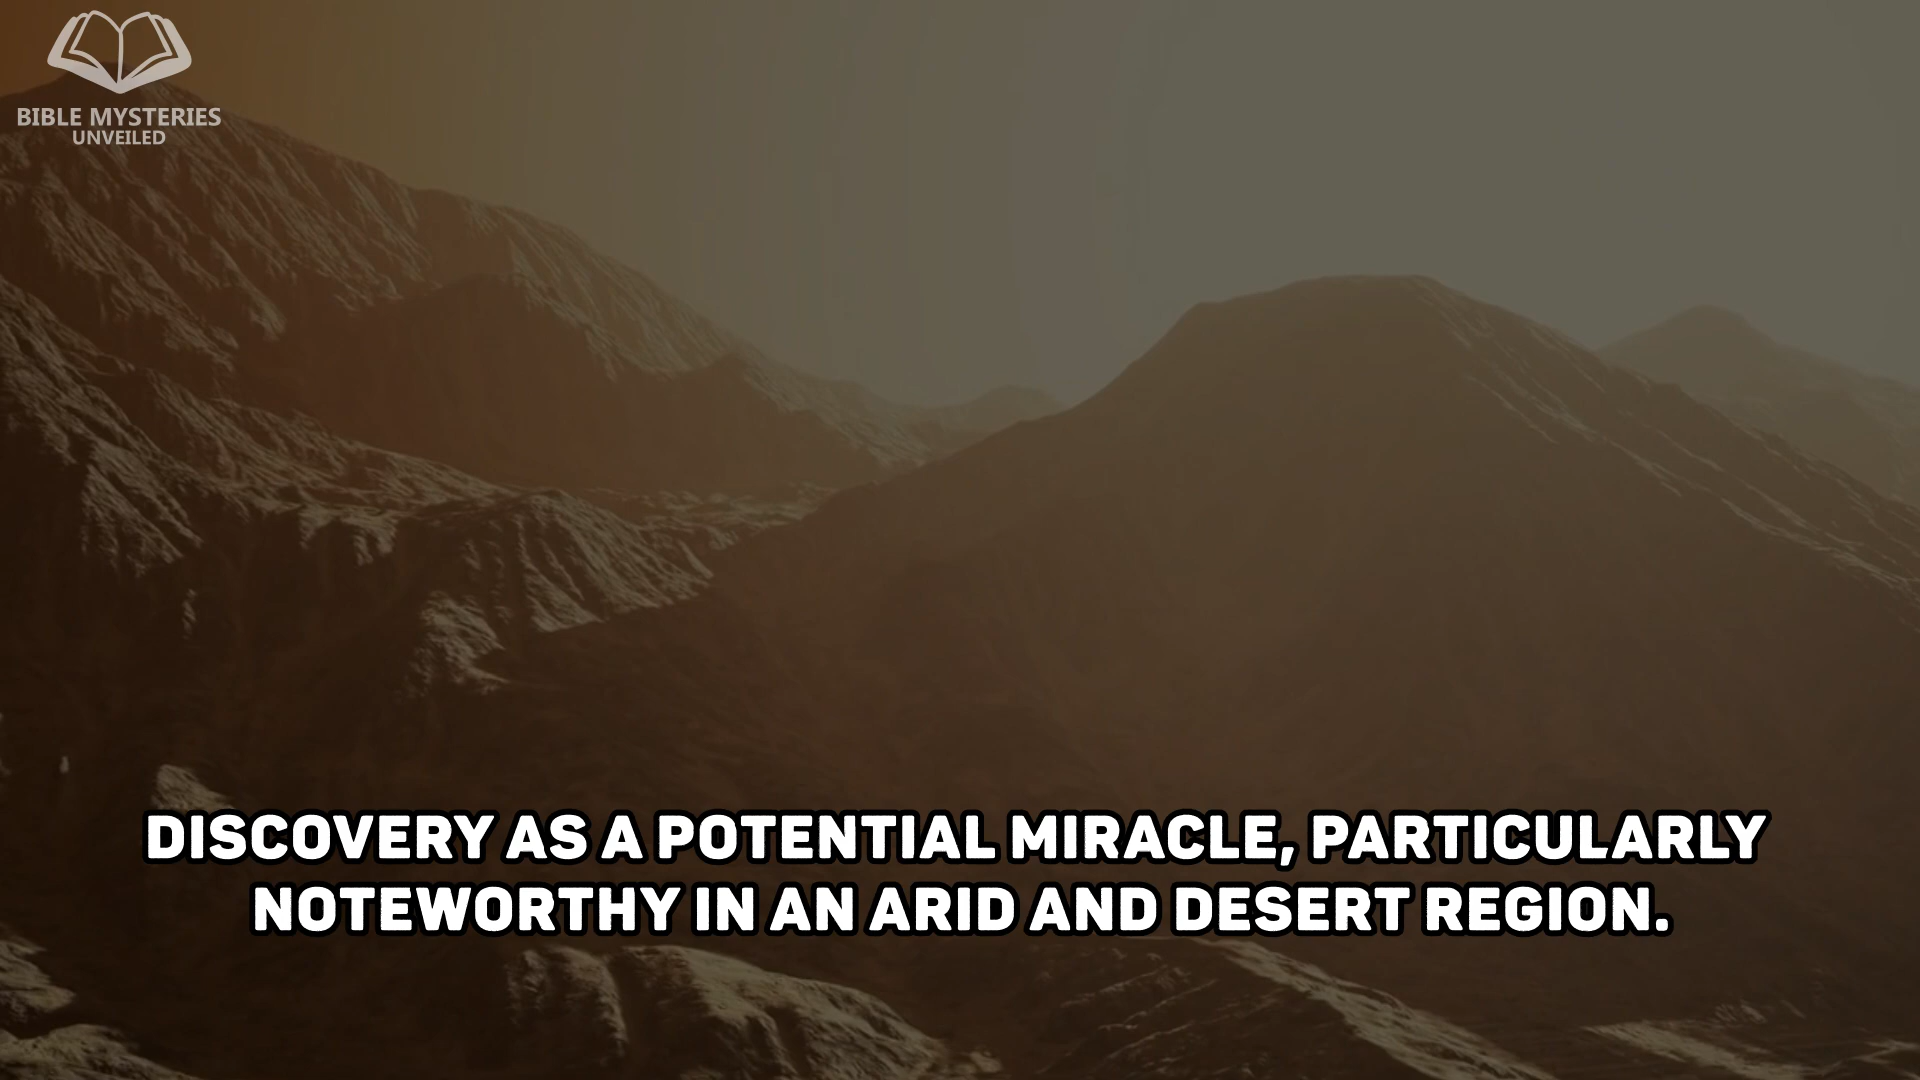 BIBLE MYSTERIES
UNVEILED
DISCOVERY AS A POTENTIAL MIRACLE, PARTICULARLY
NOTEWORTHY IN AN ARID AND DESERT REGION.